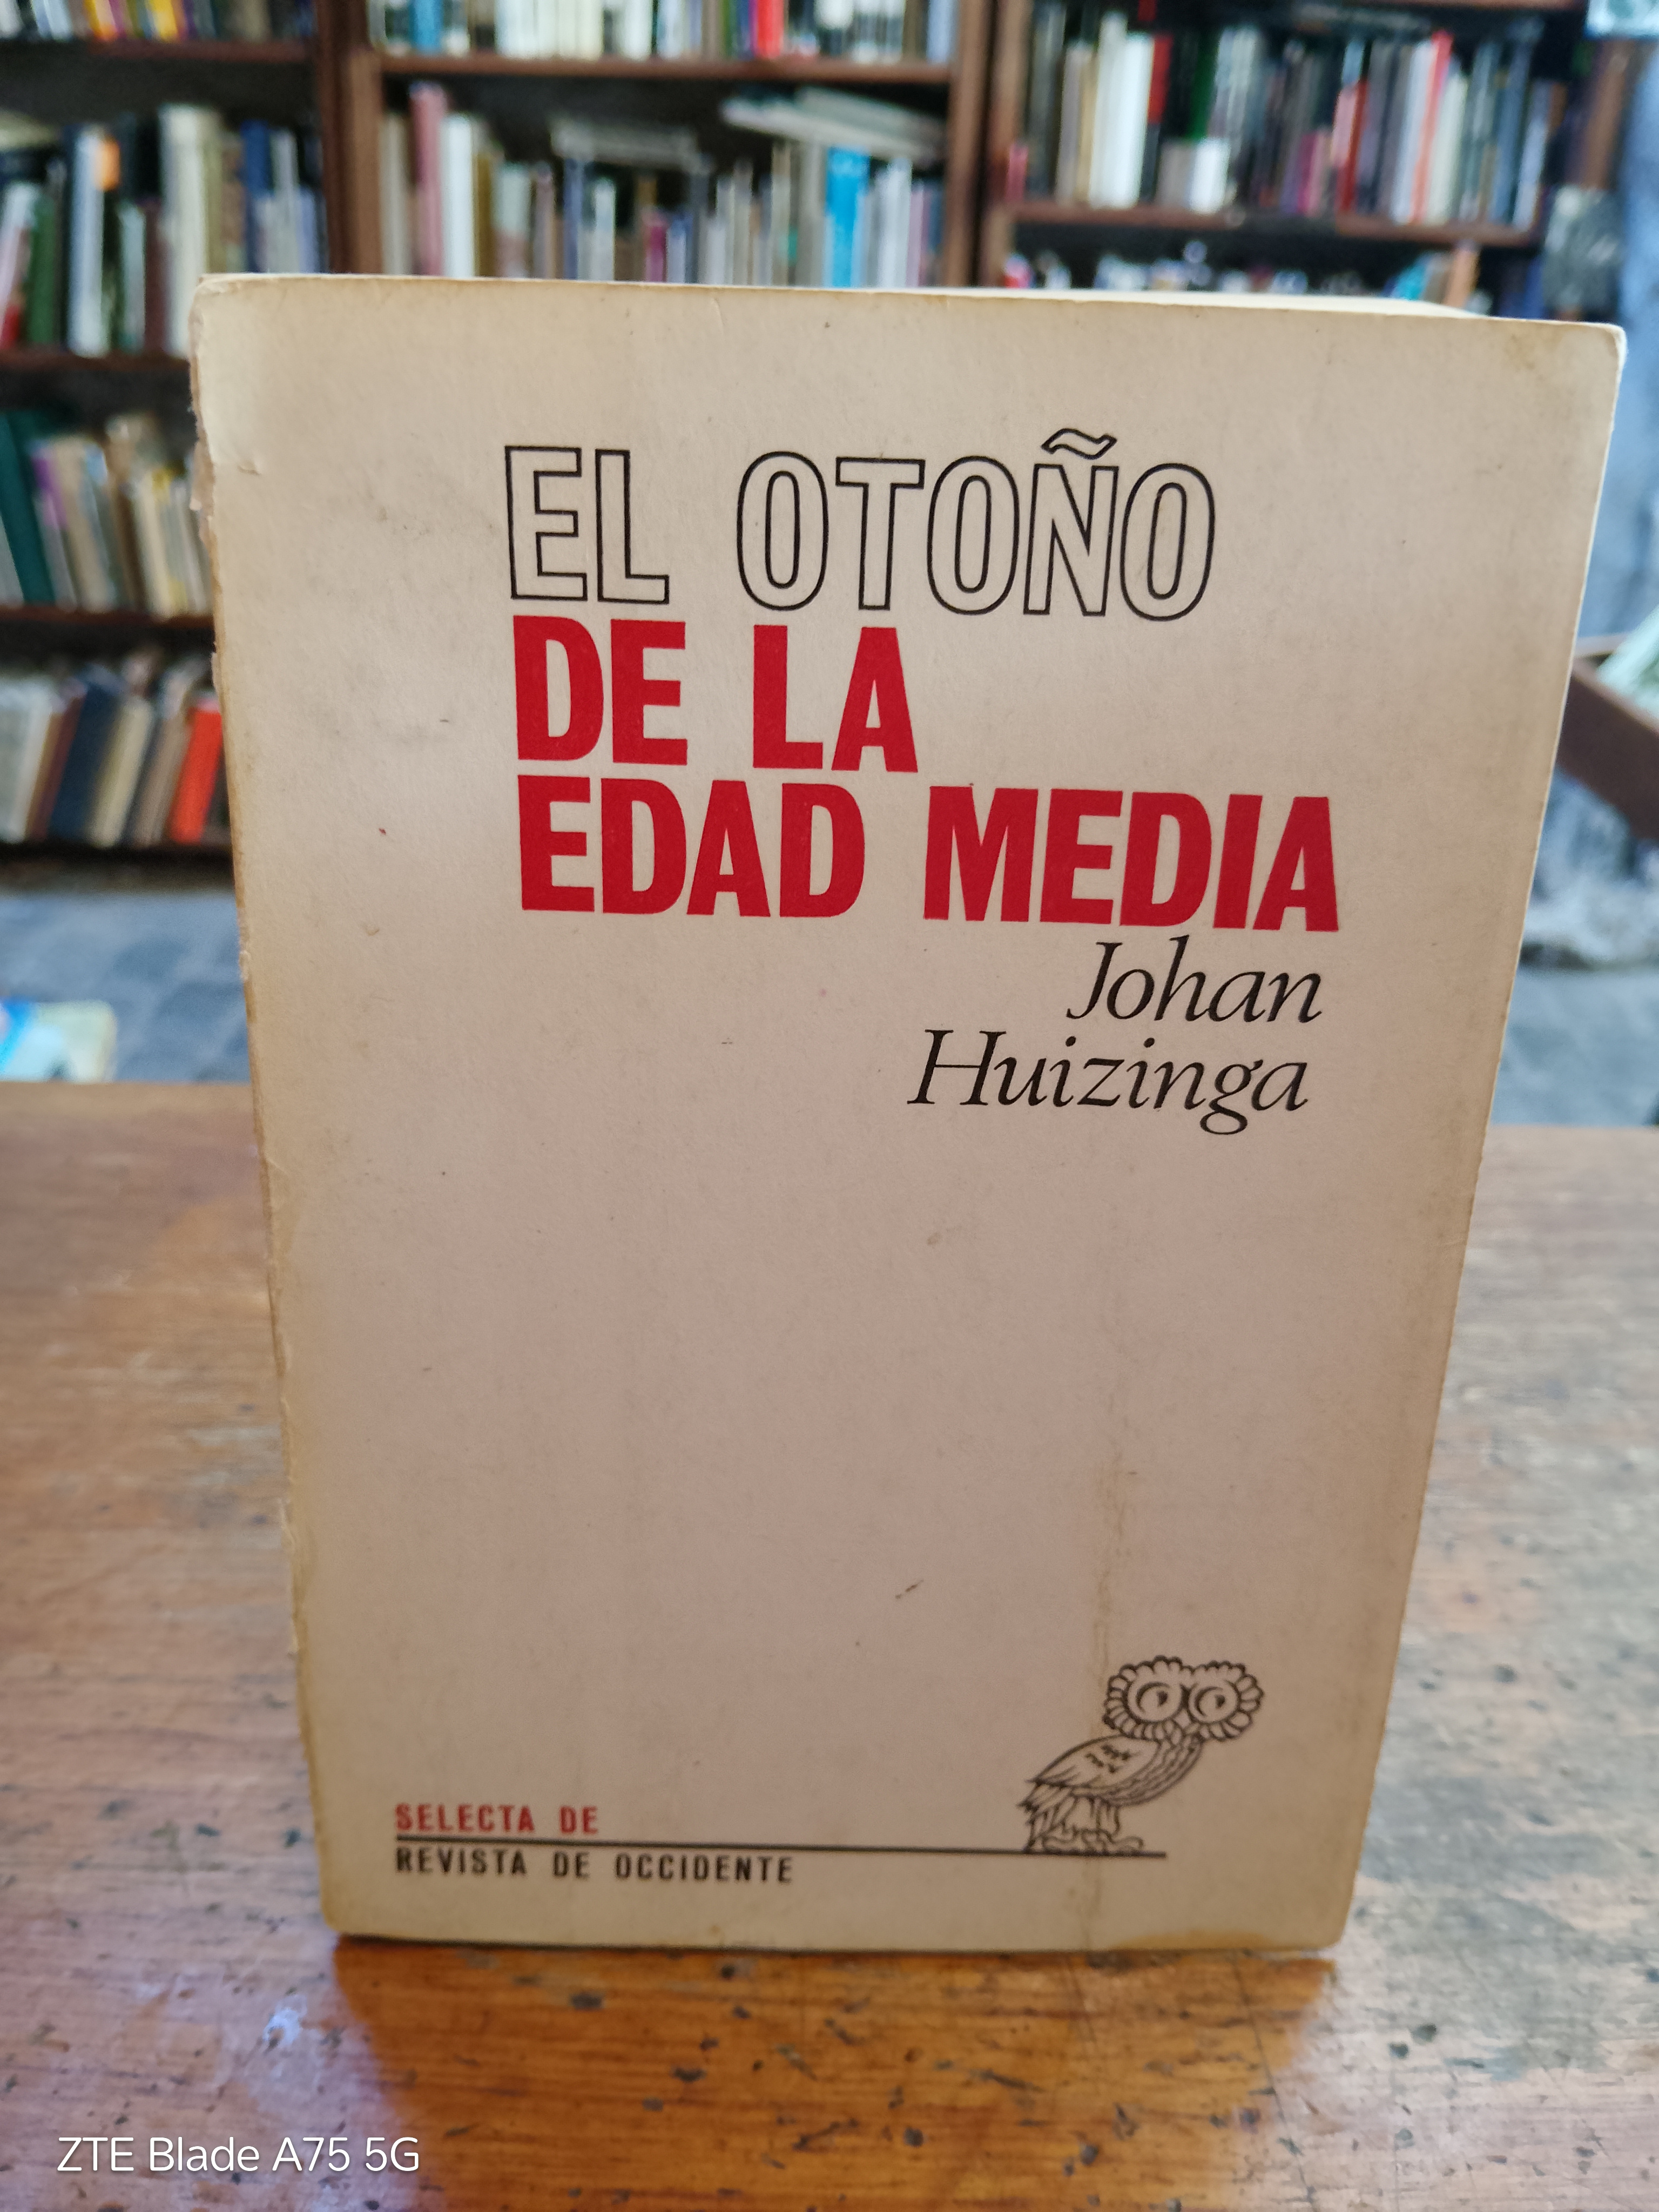 EL OTOÑO
DE LA
EDAD MEDIA
Johan
Huizinga
SELECTA DE
REVISTA DE OCCIDENTE
ZTE Blade A75 5G